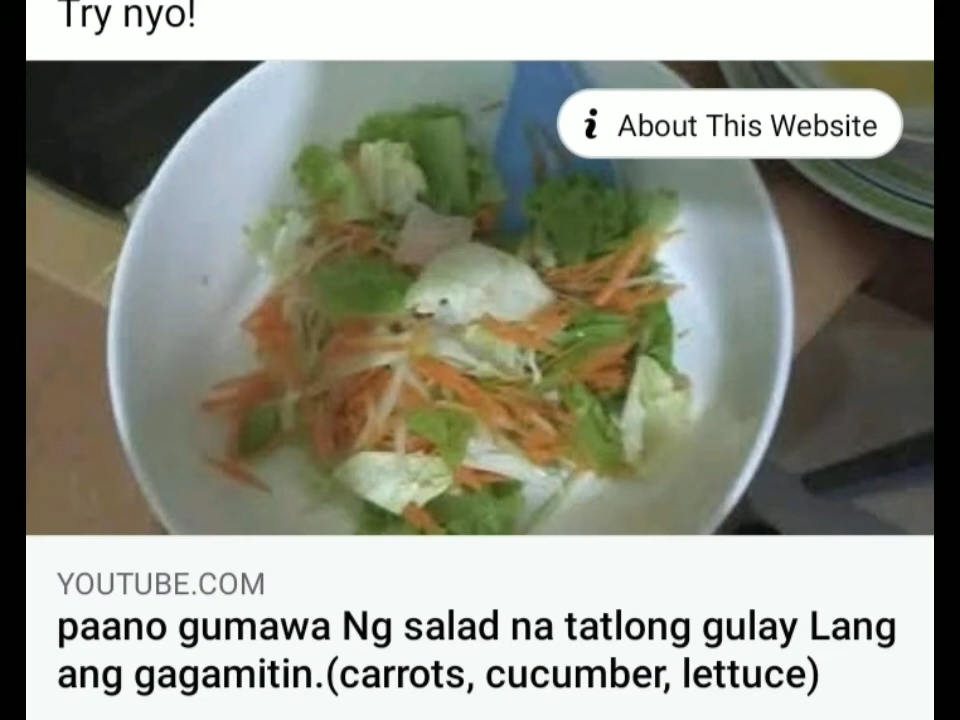 Try nyo!
i About This Website
YOUTUBE.COM
paano gumawa Ng salad na tatlong gulay Lang
ang gagamitin.(carrots, cucumber, lettuce)